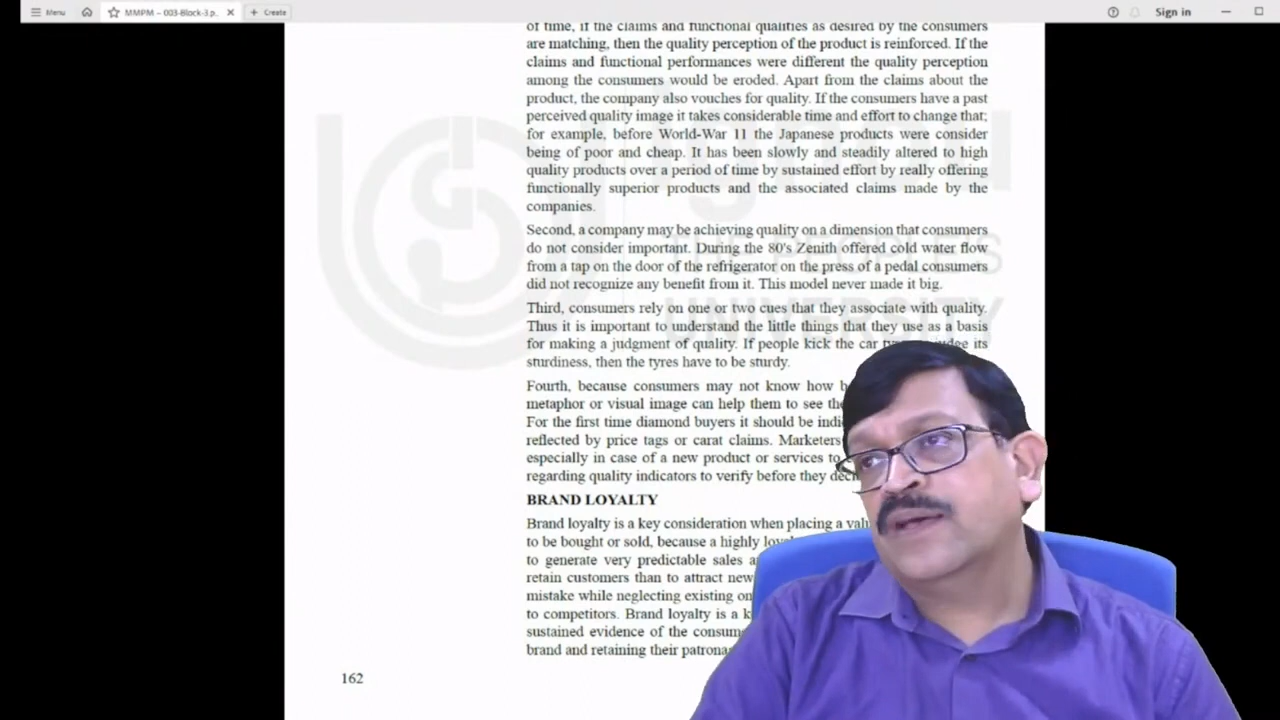 Menu
MMPM - 003-Block-3.p..
Create
Sign in
of time, if the claims and functional qualities as desired by the consumers
are matching, then the quality perception of the product is reinforced. If the
claims and functional performances were different the quality perception
among the consumers would be eroded. Apart from the claims about the
product, the company also vouches for quality. If the consumers have a past
perceived quality image it takes considerable time and effort to change that;
for example, before World-War 11 the Japanese products were consider
being of poor and cheap. It has been slowly and steadily altered to high
quality products over a period of time by sustained effort by really offering
functionally superior products and the associated claims made by the
companies.
Second, a company may be achieving quality on a dimension that consumers
do not consider important. During the 80's Zenith offered cold water flow
from a tap on the door of the refrigerator on the press of a pedal consumers
did not recognize any benefit from it. This model never made it big.
Third, consumers rely on one or two cues that they associate with quality.
Thus it is important to understand the little things that they use as a basis
for making a judgment of quality. If people kick the car its
sturdiness, then the tyres have to be sturdy.
Fourth, because consumers may not know how
metaphor or visual image can help them to see
For the first time diamond buyers it should be
reflected by price tags or carat claims. Marketers
especially in case of a new product or services to
regarding quality indicators to verify before they
BRAND LOYALTY
Brand loyalty is a key consideration when placing a
to be bought or sold, because a highly
to generate very predictable sales
retain customers than to attract new
mistake while neglecting existing
to competitors. Brand loyalty is a
sustained evidence of the
brand and retaining their
162
THE PEOPLE'S
UNIVERSITY